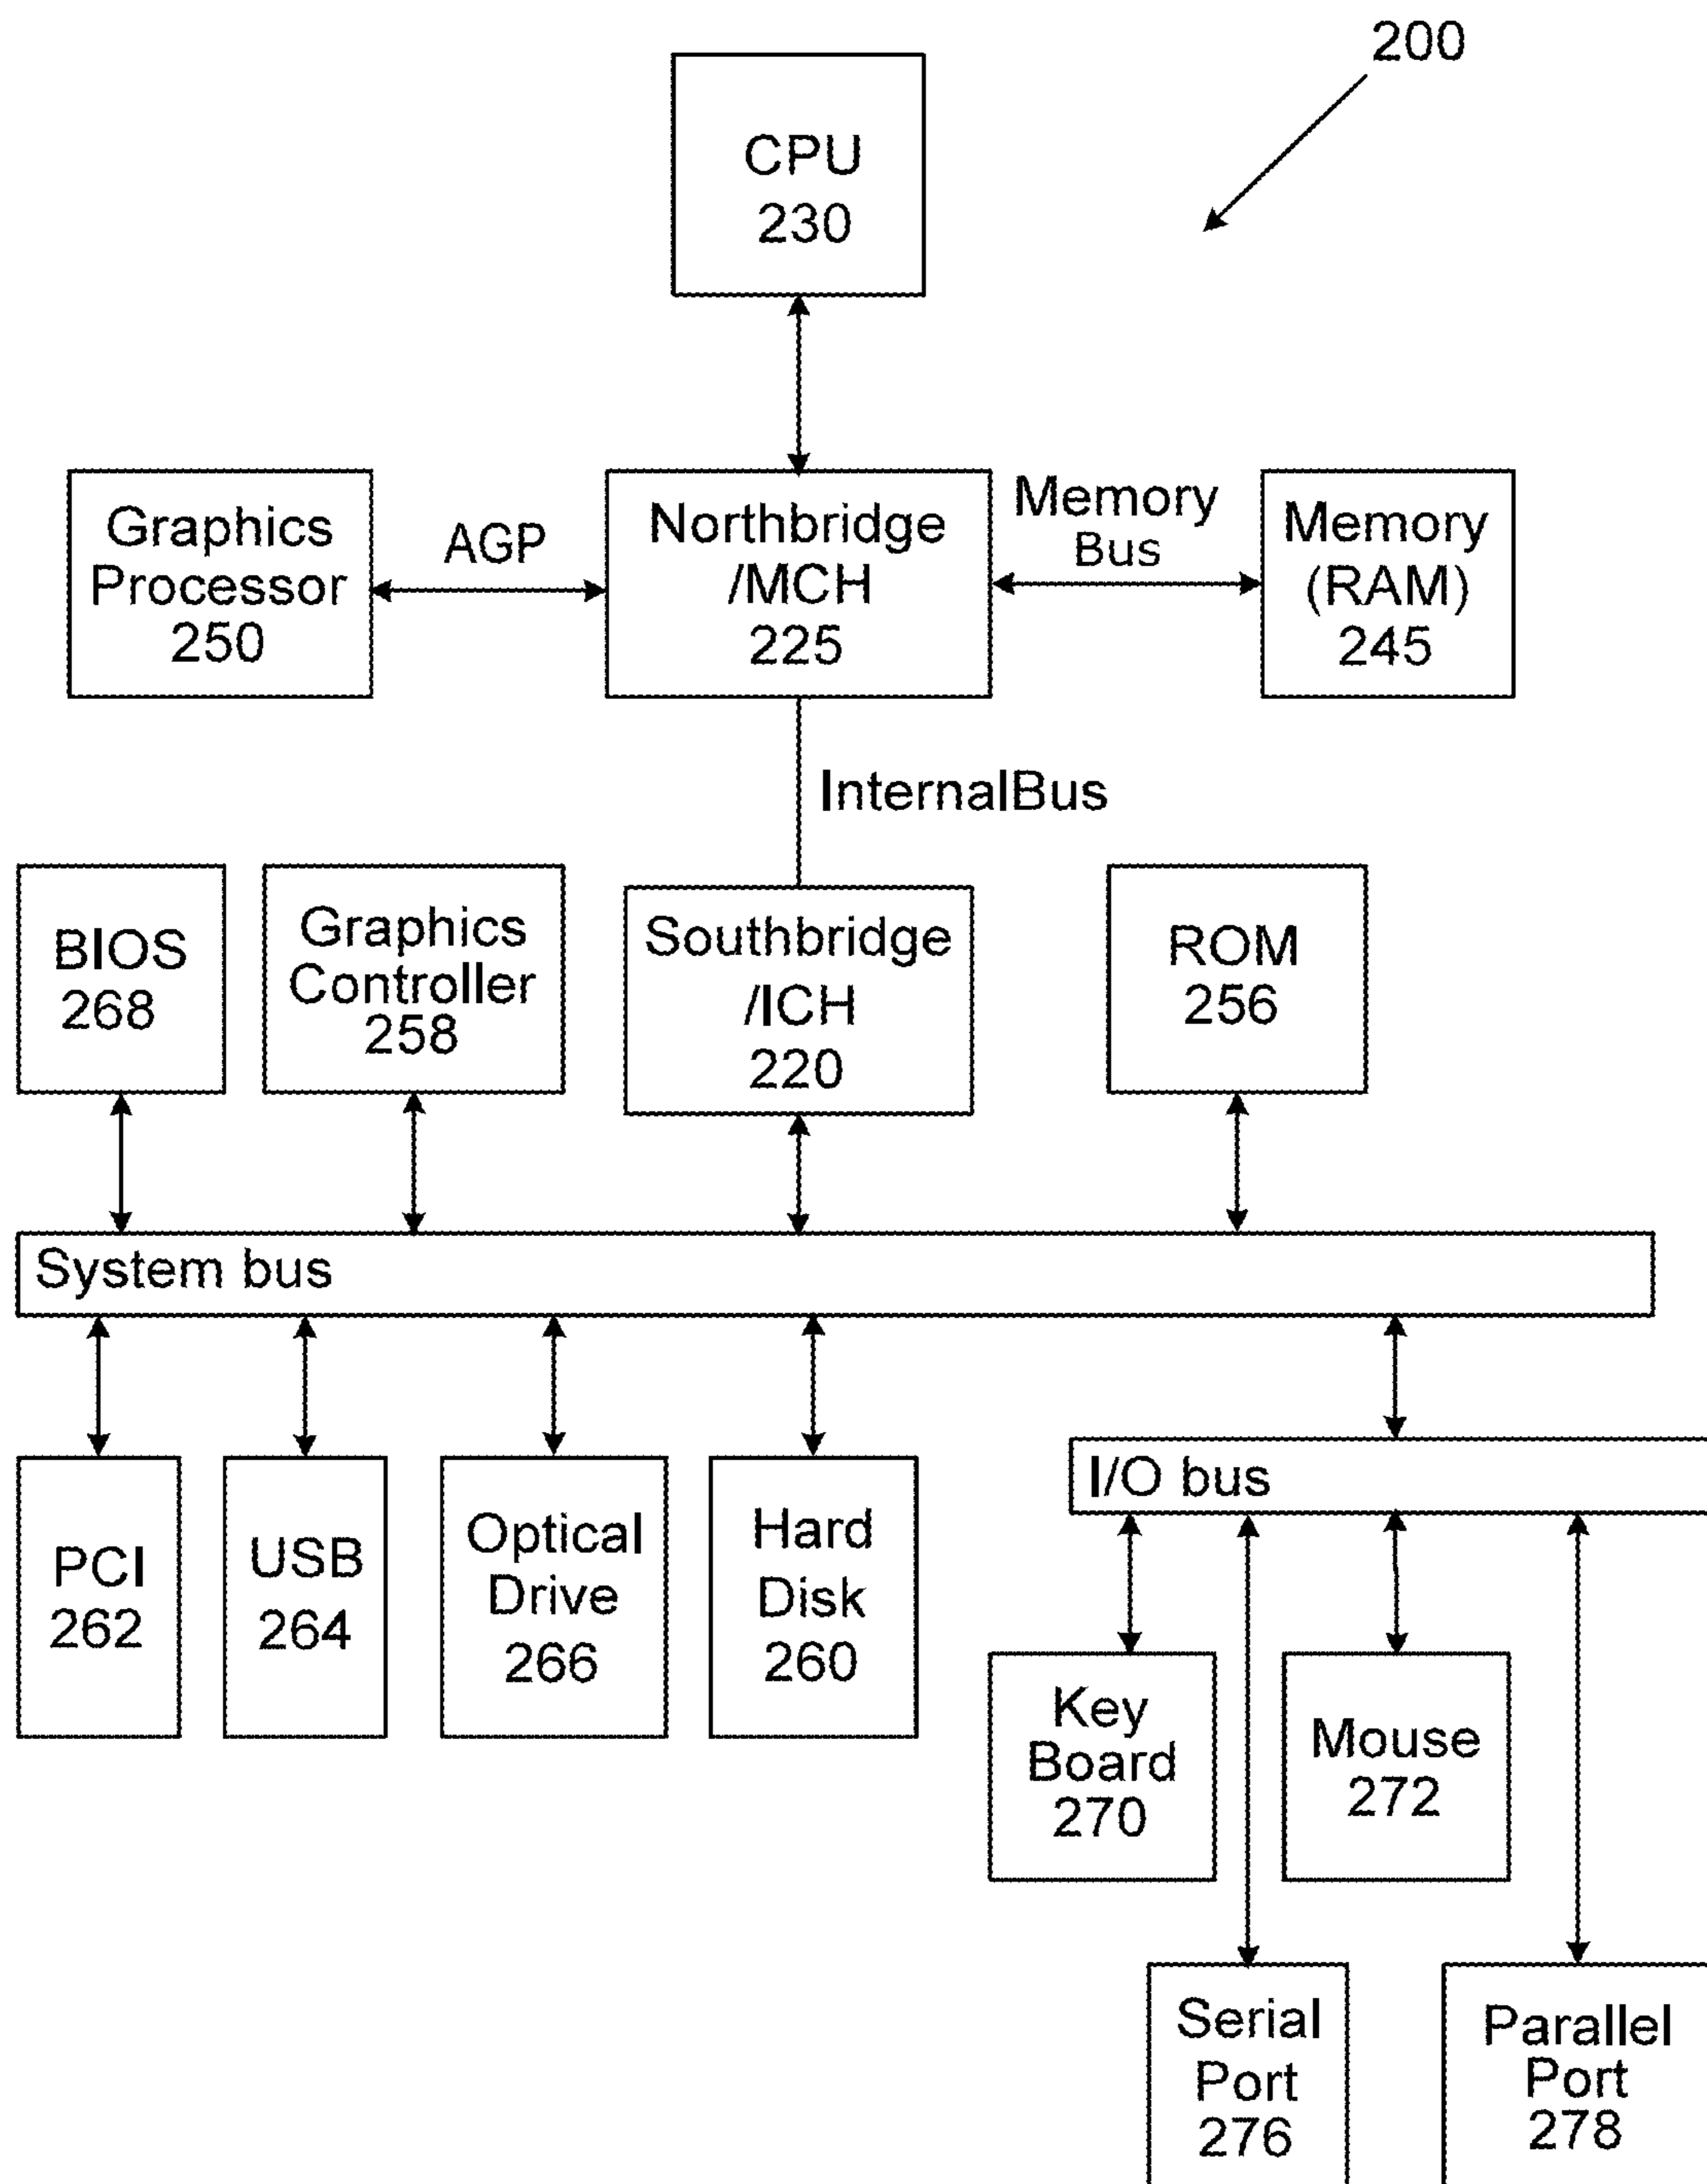 200
CPU
230
Graphics
Processor
250
AGP
Northbridge
/MCH
225
Memory
Bus
Memory
(RAM)
245
InternalBus
BIOS
268
Graphics
Controller
258
Southbridge
/ICH
220
ROM
256
System bus
PCI
262
USB
264
Optical
Drive
266
Hard
Disk
260
I/O bus
Key
Board
270
Mouse
272
Serial
Port
276
Parallel
Port
278